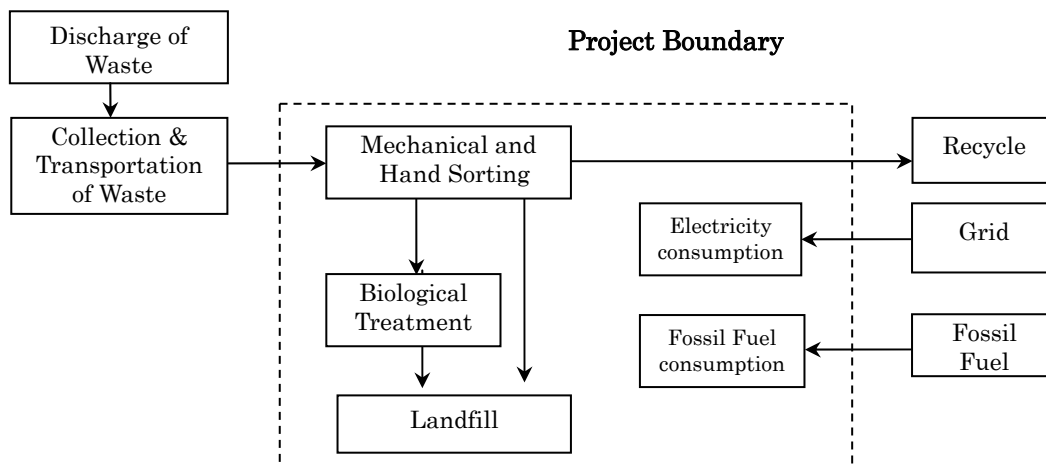 Discharge of
Waste
Project Boundary
Collection &
Transportation
of Waste
Mechanical and
Hand Sorting
Recycle
Electricity
consumption
Grid
Biological
Treatment
Fossil Fuel
consumption
Fossil
Fuel
Landfill